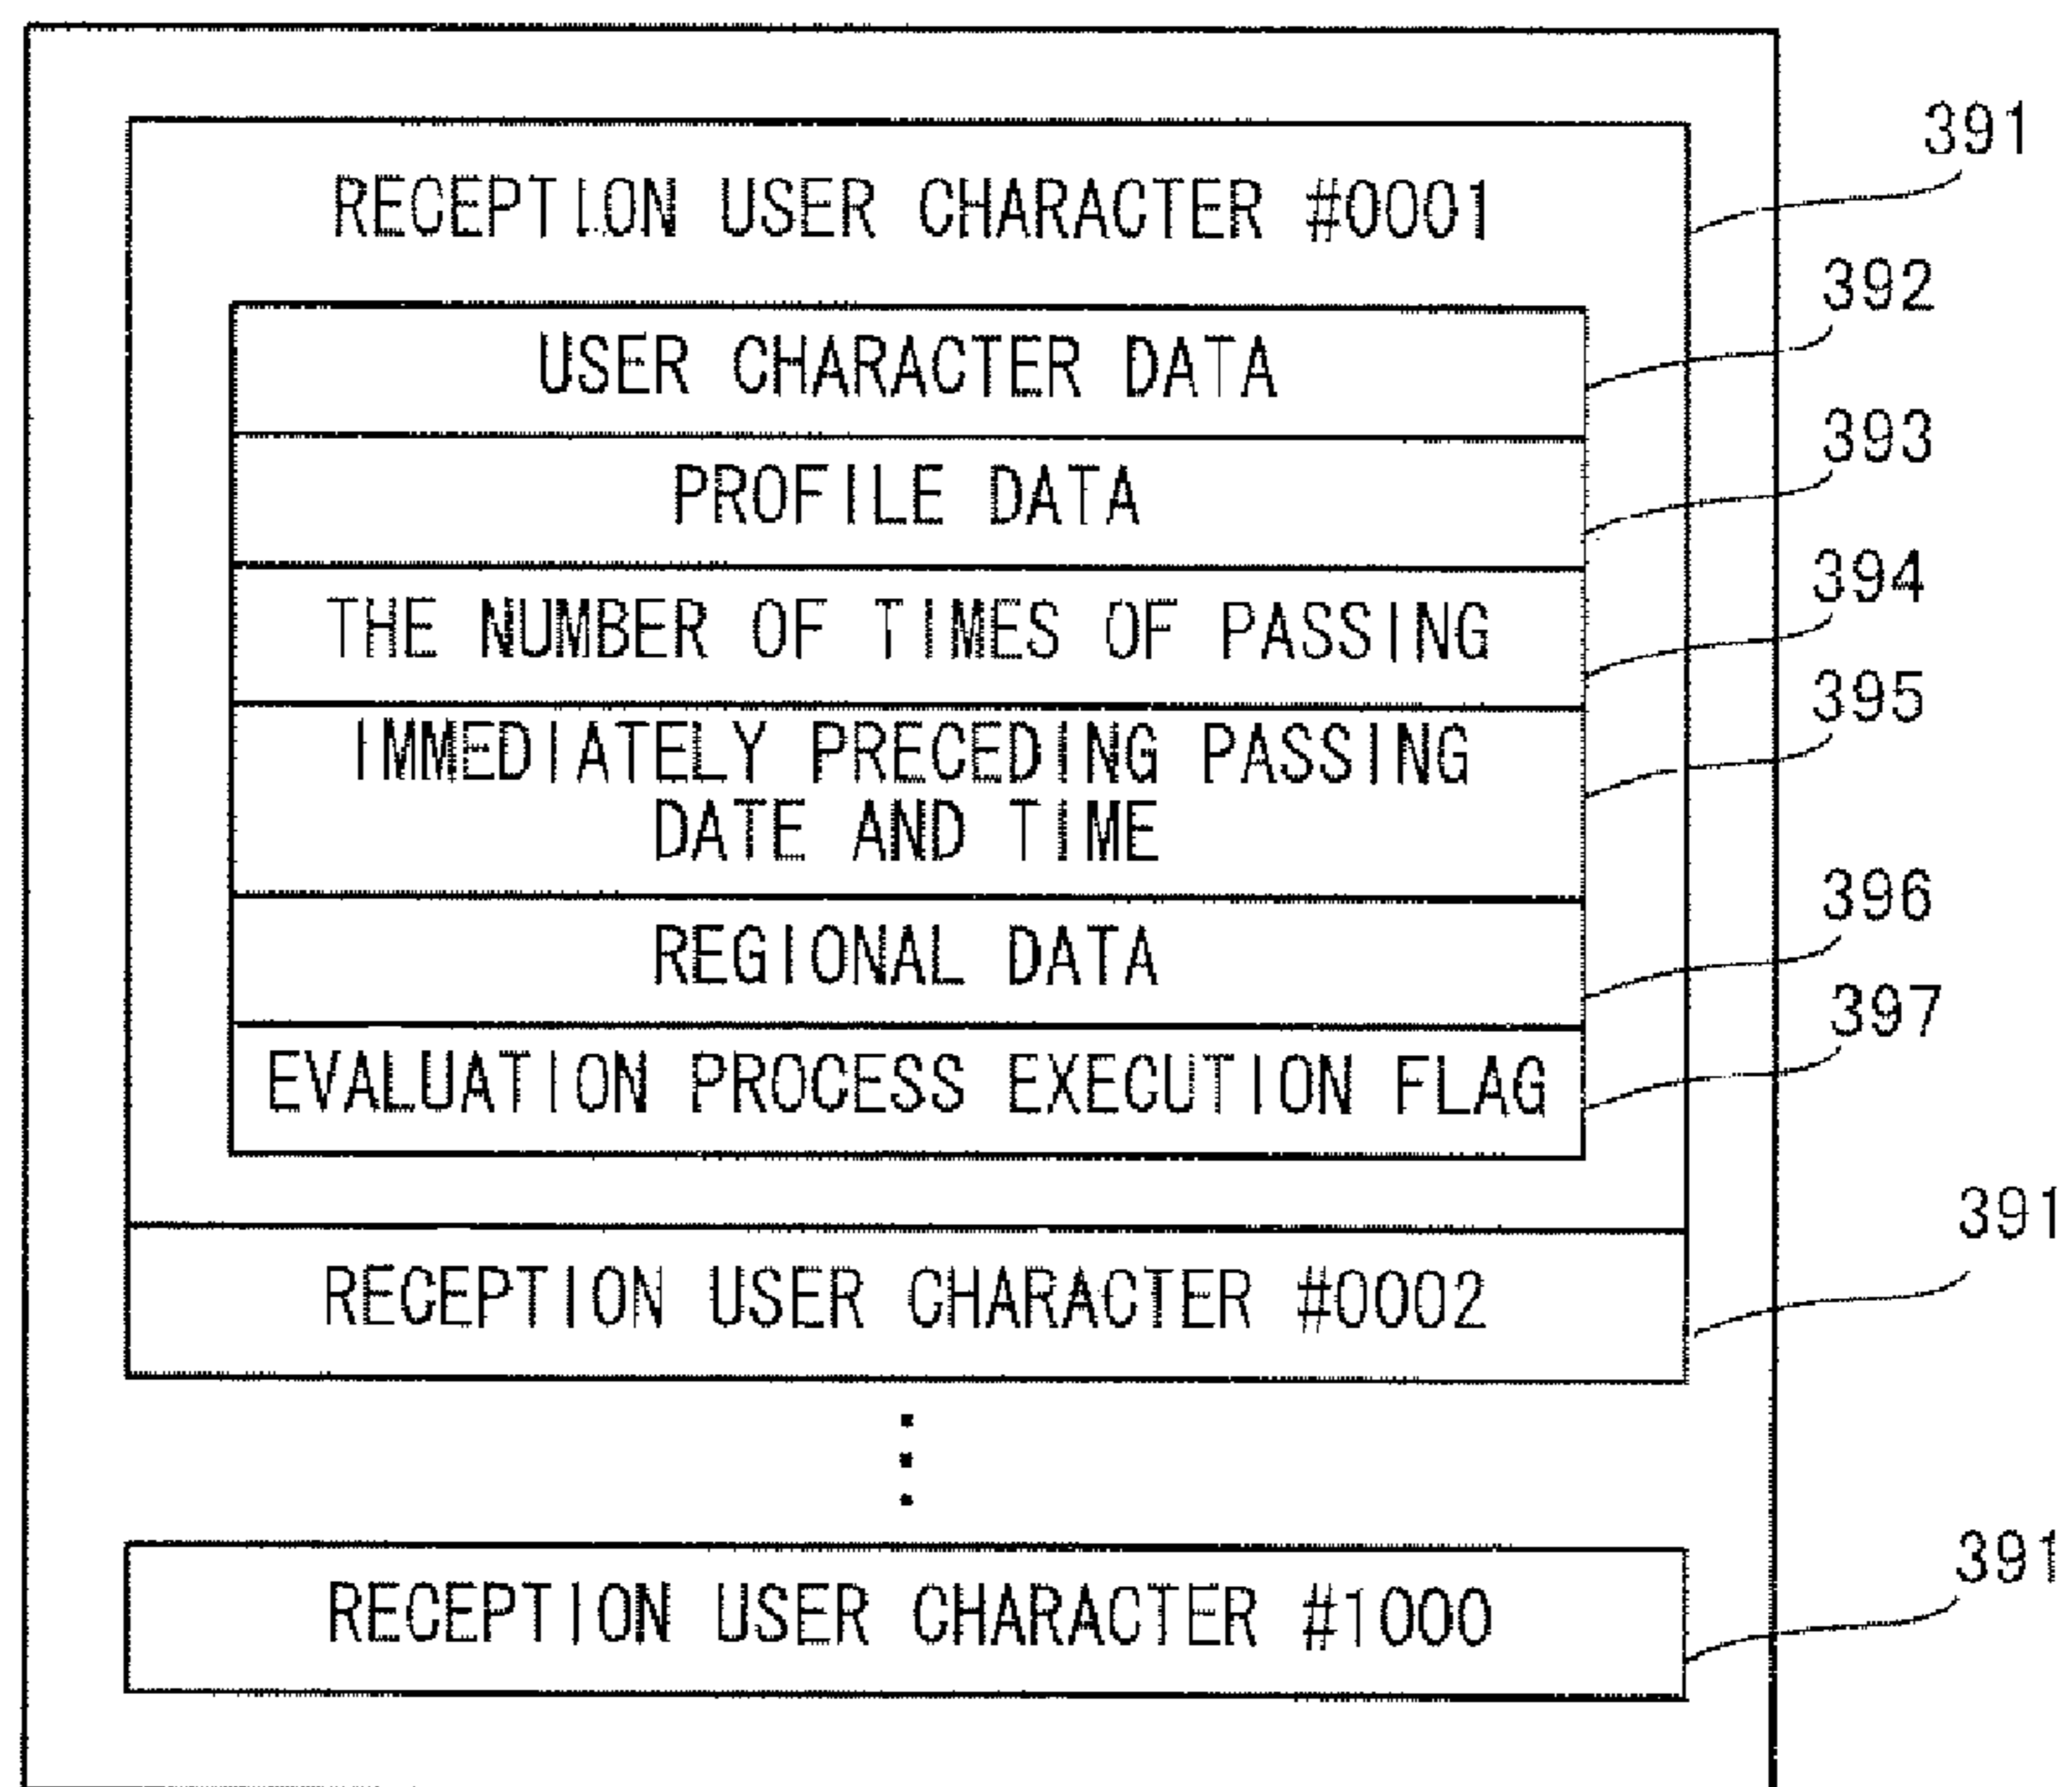 391
RECEPTION USER CHARACTER #0001
392
USER CHARACTER DATA
393
PROFILE DATA
394
THE NUMBER OF TIMES OF PASSING
395
IMMEDIATELY PRECEDING PASSING
DATE AND TIME
396
REGIONAL DATA
397
EVALUATION PROCESS EXECUTION FLAG
391
RECEPTION USER CHARACTER #0002
391
RECEPTION USER CHARACTER #1000